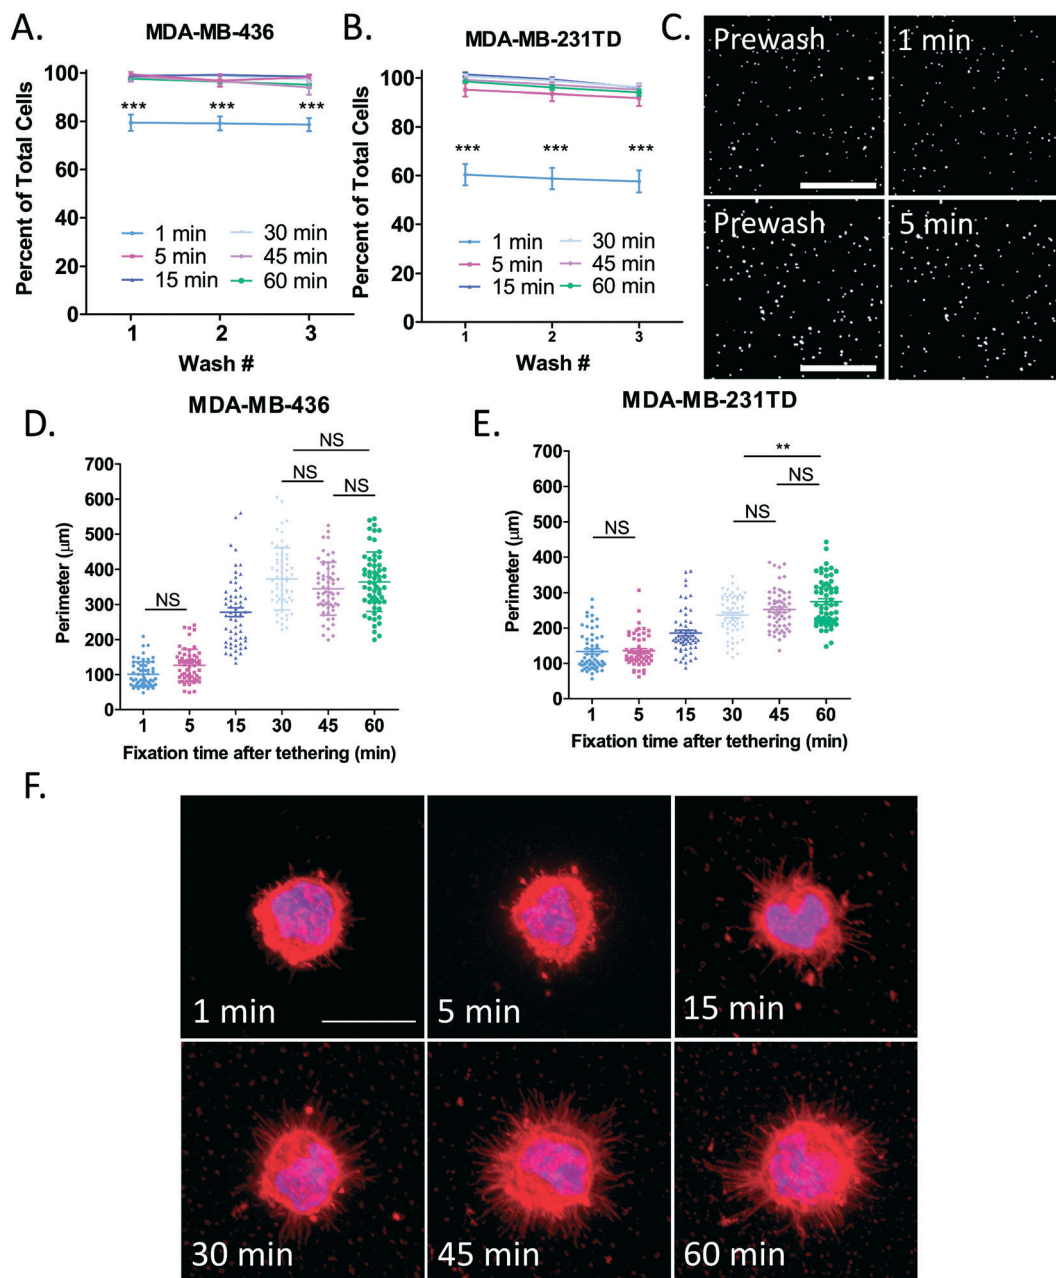 A.
MDA-MB-436
Percent of Total Cells
100
80
60
40
20
0
***
***
***
1 min
5 min
15 min
30 min
45 min
60 min
1
2
3
Wash #
B.
MDA-MB-231TD
Percent of Total Cells
100
80
60
40
20
0
***
***
***
1 min
5 min
15 min
30 min
45 min
60 min
1
2
3
Wash #
C.
Prewash
1 min
Prewash
5 min
D.
MDA-MB-436
Perimeter (μm)
700
600
500
400
300
200
100
0
NS
NS
NS
NS
1
5
15
30
45
60
Fixation time after tethering (min)
E.
MDA-MB-231TD
Perimeter (μm)
700
600
500
400
300
200
100
0
**
NS
NS
NS
1
5
15
30
45
60
Fixation time after tethering (min)
F.
1 min
5 min
15 min
30 min
45 min
60 min